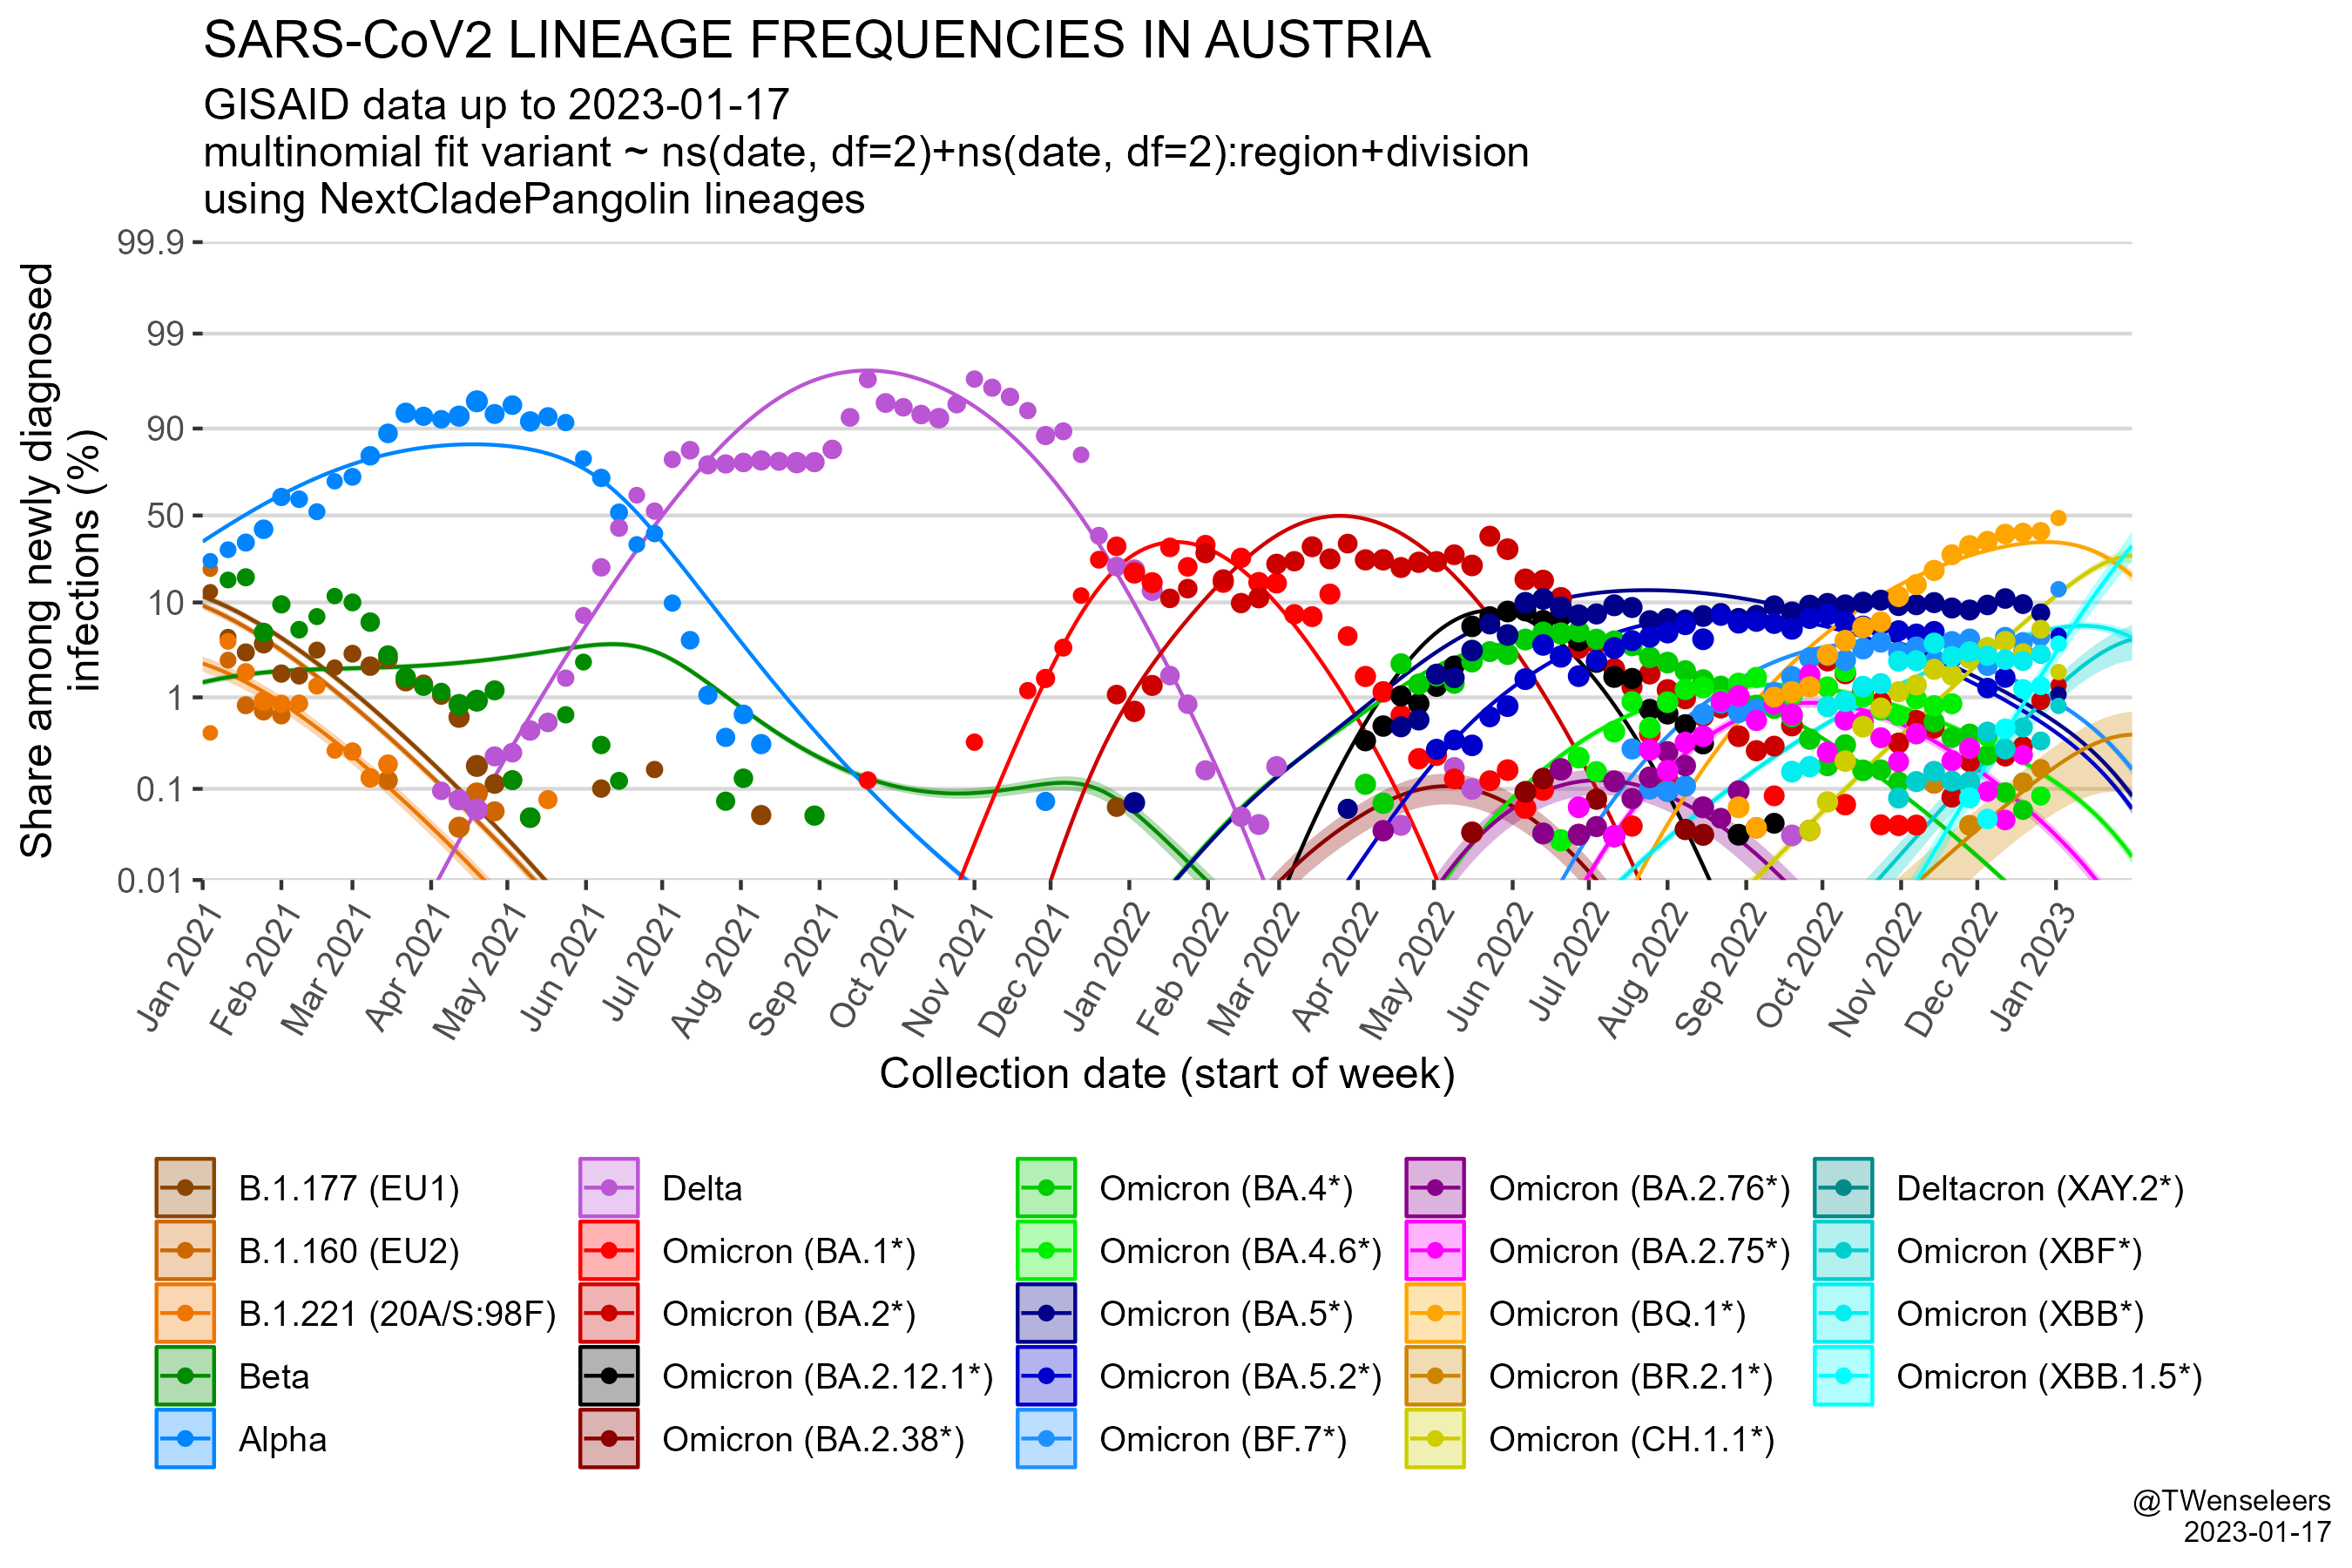 SARS-CoV2 LINEAGE FREQUENCIES IN AUSTRIA
GISAID data up to 2023-01-17
multinomial fit variant ~ ns(date, df=2)+ns(date, df=2):region+division
using NextCladePangolin lineages
Share among newly diagnosed
infections (%)
99.9
99
90
50
10
1
0.1
0.01
Jan 2021
Feb 2021
Mar 2021
Apr 2021
May 2021
Jun 2021
Jul 2021
Aug 2021
Sep 2021
Oct 2021
Nov 2021
Dec 2021
Jan 2022
Feb 2022
Mar 2022
Apr 2022
May 2022
Jun 2022
Jul 2022
Aug 2022
Sep 2022
Oct 2022
Nov 2022
Dec 2022
Jan 2023
Collection date (start of week)
B.1.177 (EU1)
B.1.160 (EU2)
B.1.221 (20A/S:98F)
Beta
Alpha
Delta
Omicron (BA.1*)
Omicron (BA.2*)
Omicron (BA.2.12.1*)
Omicron (BA.2.38*)
Omicron (BA.4*)
Omicron (BA.4.6*)
Omicron (BA.5*)
Omicron (BA.5.2*)
Omicron (BF.7*)
Omicron (BA.2.76*)
Omicron (BA.2.75*)
Omicron (BQ.1*)
Omicron (BR.2.1*)
Omicron (CH.1.1*)
Deltacron (XAY.2*)
Omicron (XBF*)
Omicron (XBB*)
Omicron (XBB.1.5*)
@TWenseleers
2023-01-17